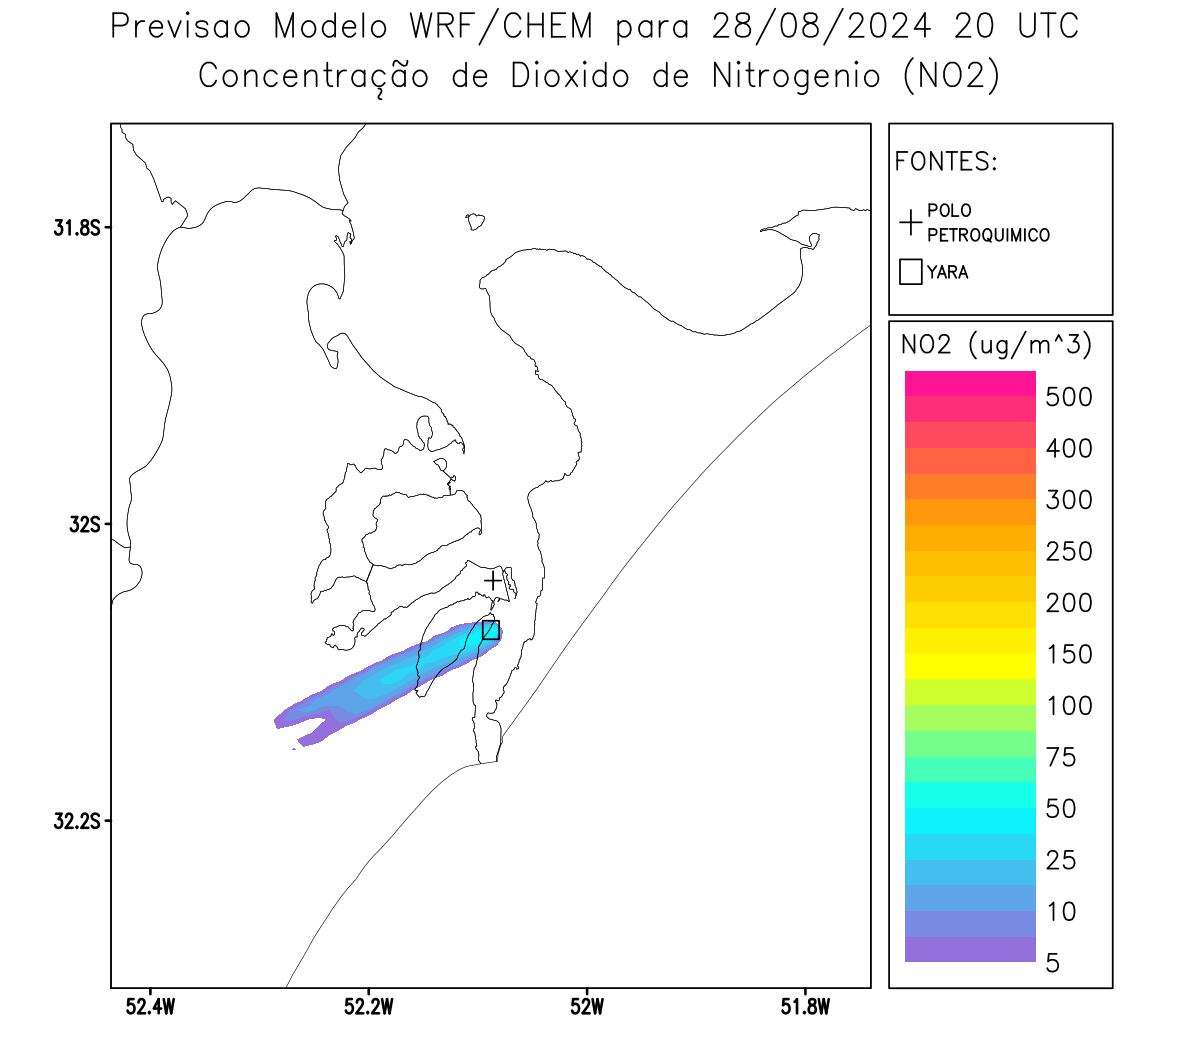 Previsao Modelo WRF/CHEM para 28/08/2024 20 UTC
Concentração de Dioxido de Nitrogenio (NO2)
FONTES:
POLO
PETROQUIMICO
YARA
NO2 (ug/m^3)
500
400
300
250
200
150
100
75
50
25
10
5
31.8S
32S
32.2S
52.4W
52.2W
52W
51.8W